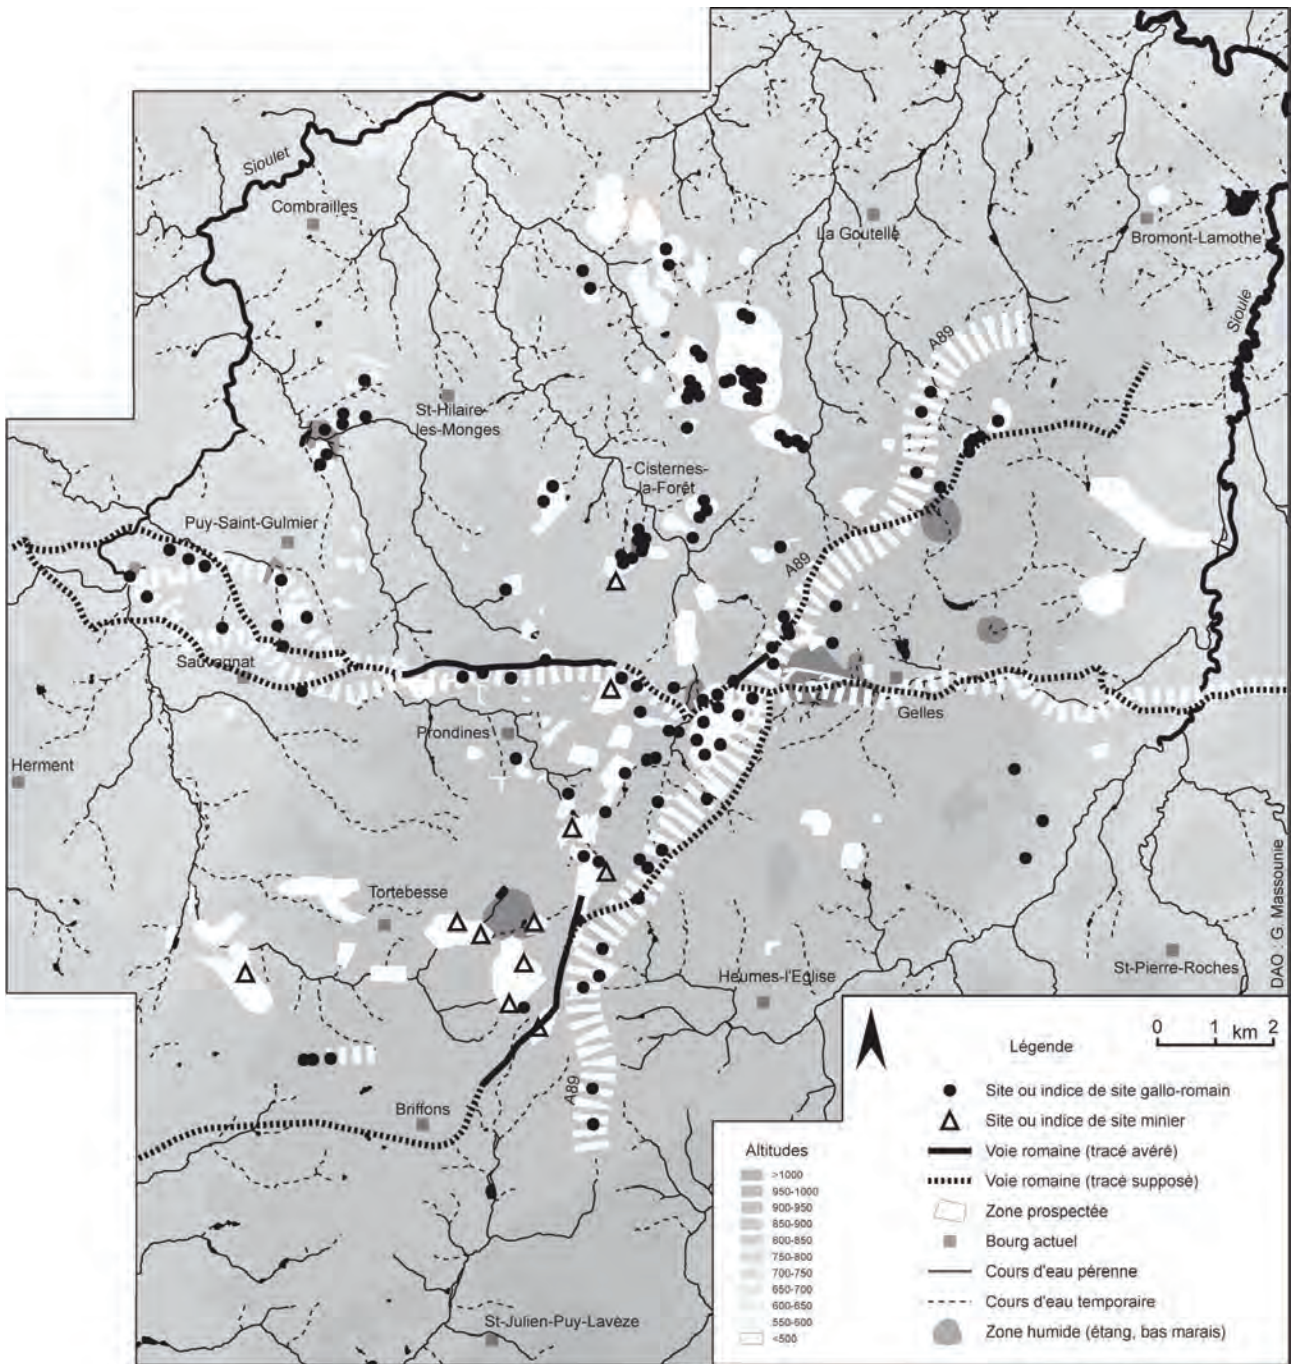 Sioulet
Combrailles
La Goutelle
Bromont-Lamothe
Sioule
A89
St-Hilaire-
les-Monges
Cisternes-
la-Forêt
Puy-Saint-Gulmier
A89
Sauvagnat
Gelles
Prondines
Herment
Tortebesse
Heumes-l'Eglise
St-Pierre-Roches
DAO : G. Massounie
A89
Briffons
St-Julien-Puy-Lavèze
0 1 2
km
Légende
Site ou indice de site gallo-romain
Site ou indice de site minier
Voie romaine (tracé avéré)
Voie romaine (tracé supposé)
Zone prospectée
Bourg actuel
Cours d'eau pérenne
Cours d'eau temporaire
Zone humide (étang, bas marais)
Altitudes
>1000
950-1000
900-950
850-900
800-850
750-800
700-750
650-700
600-650
550-600
<500